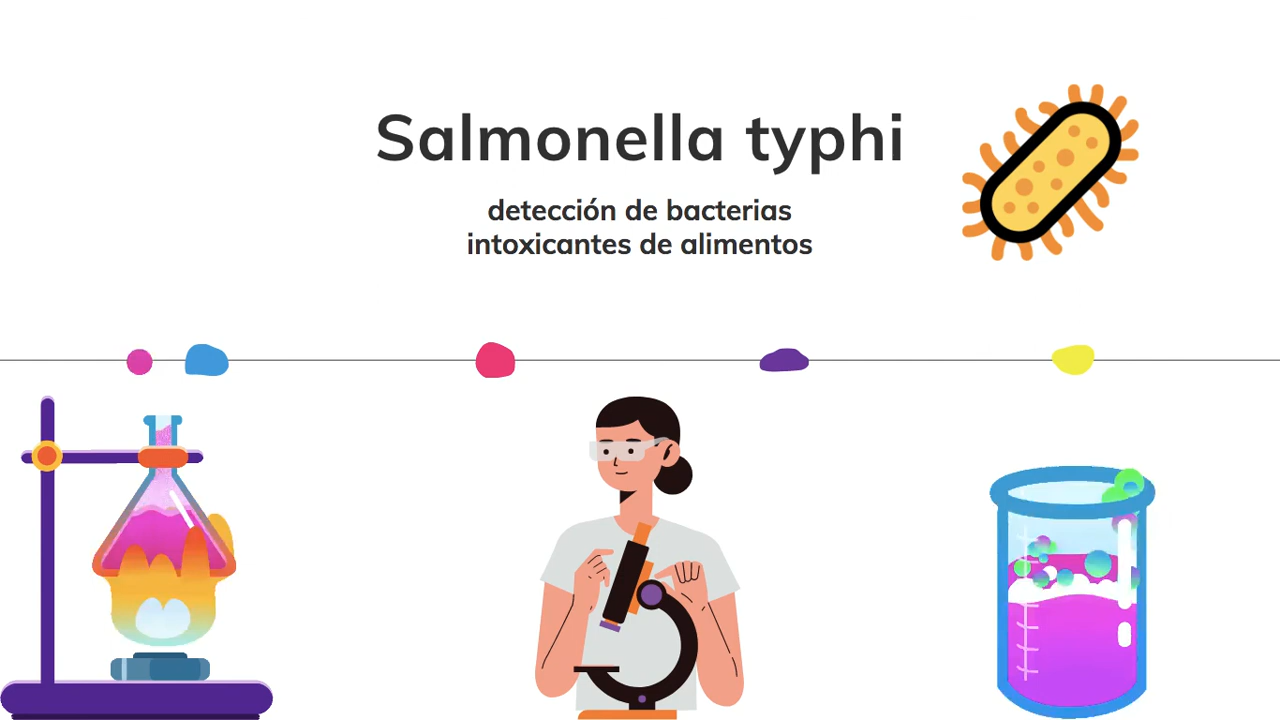 Salmonella typhi
detección de bacterias
intoxicantes de alimentos